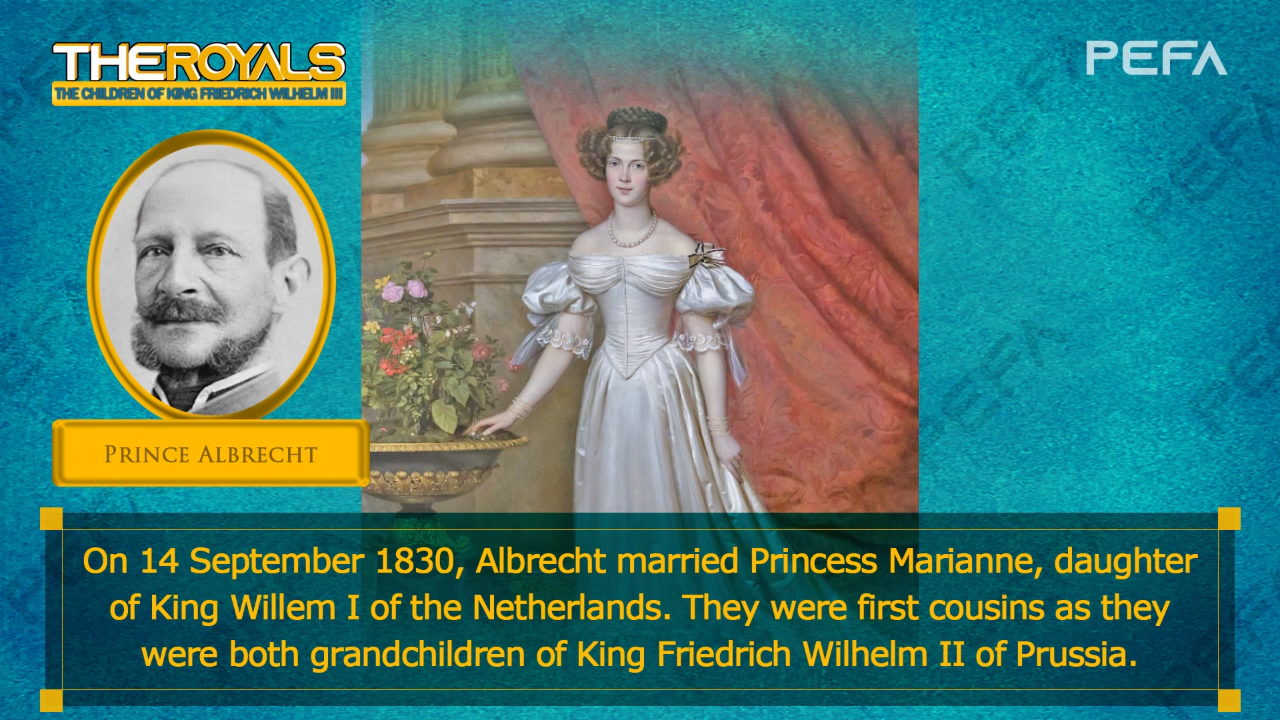 THEROYALS
THE CHILDREN OF KING FRIEDRICH WILHELM III
PEFA
PRINCE ALBRECHT
On 14 September 1830, Albrecht married Princess Marianne, daughter
of King Willem I of the Netherlands. They were first cousins as they
were both grandchildren of King Friedrich Wilhelm II of Prussia.